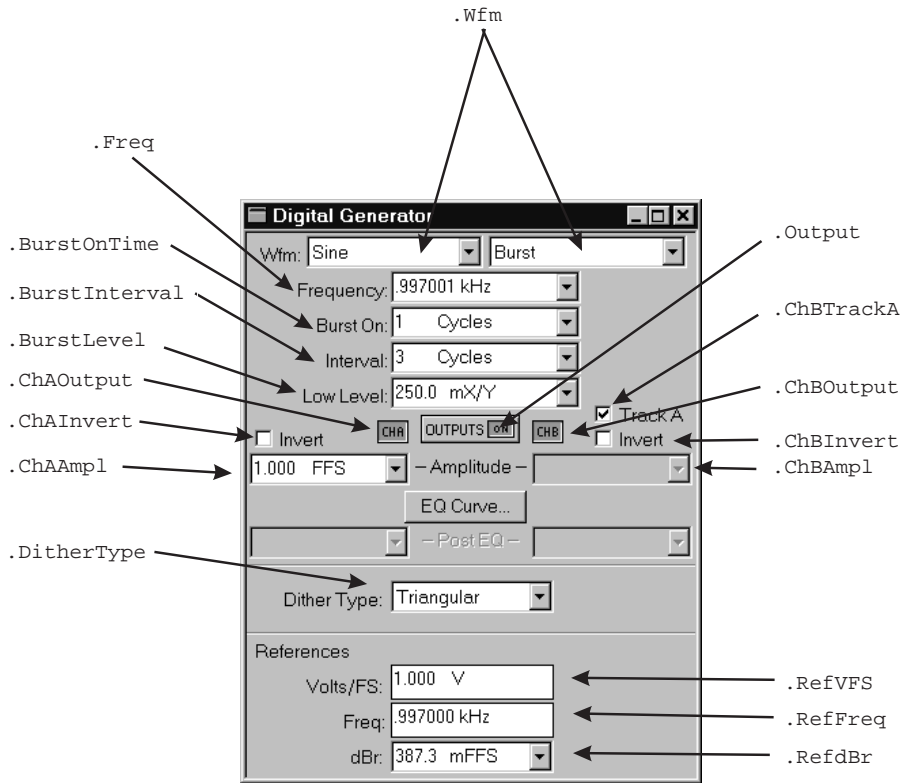 .Wfm
.Freq
Digital Generator
.BurstOnTime
Wfm: Sine Burst
.Output
.BurstInterval
Frequency: .997001 kHz
.ChBTrackA
Burst On: 1 Cycles
.BurstLevel
Interval: 3 Cycles
.ChAOutput
Low Level: 250.0 mX/Y
.ChBOutput
Track A
.ChAInvert
Invert CHA OUTPUTS ON CHB Invert
.ChBInvert
.ChAAmpl
1.000 FFS – Amplitude –
.ChBAmpl
EQ Curve...
– Post EQ –
.DitherType
Dither Type: Triangular
References
Volts/FS: 1.000 V
.RefVFS
Freq: .997000 kHz
.RefFreq
dBr: 387.3 mFFS
.RefdBr